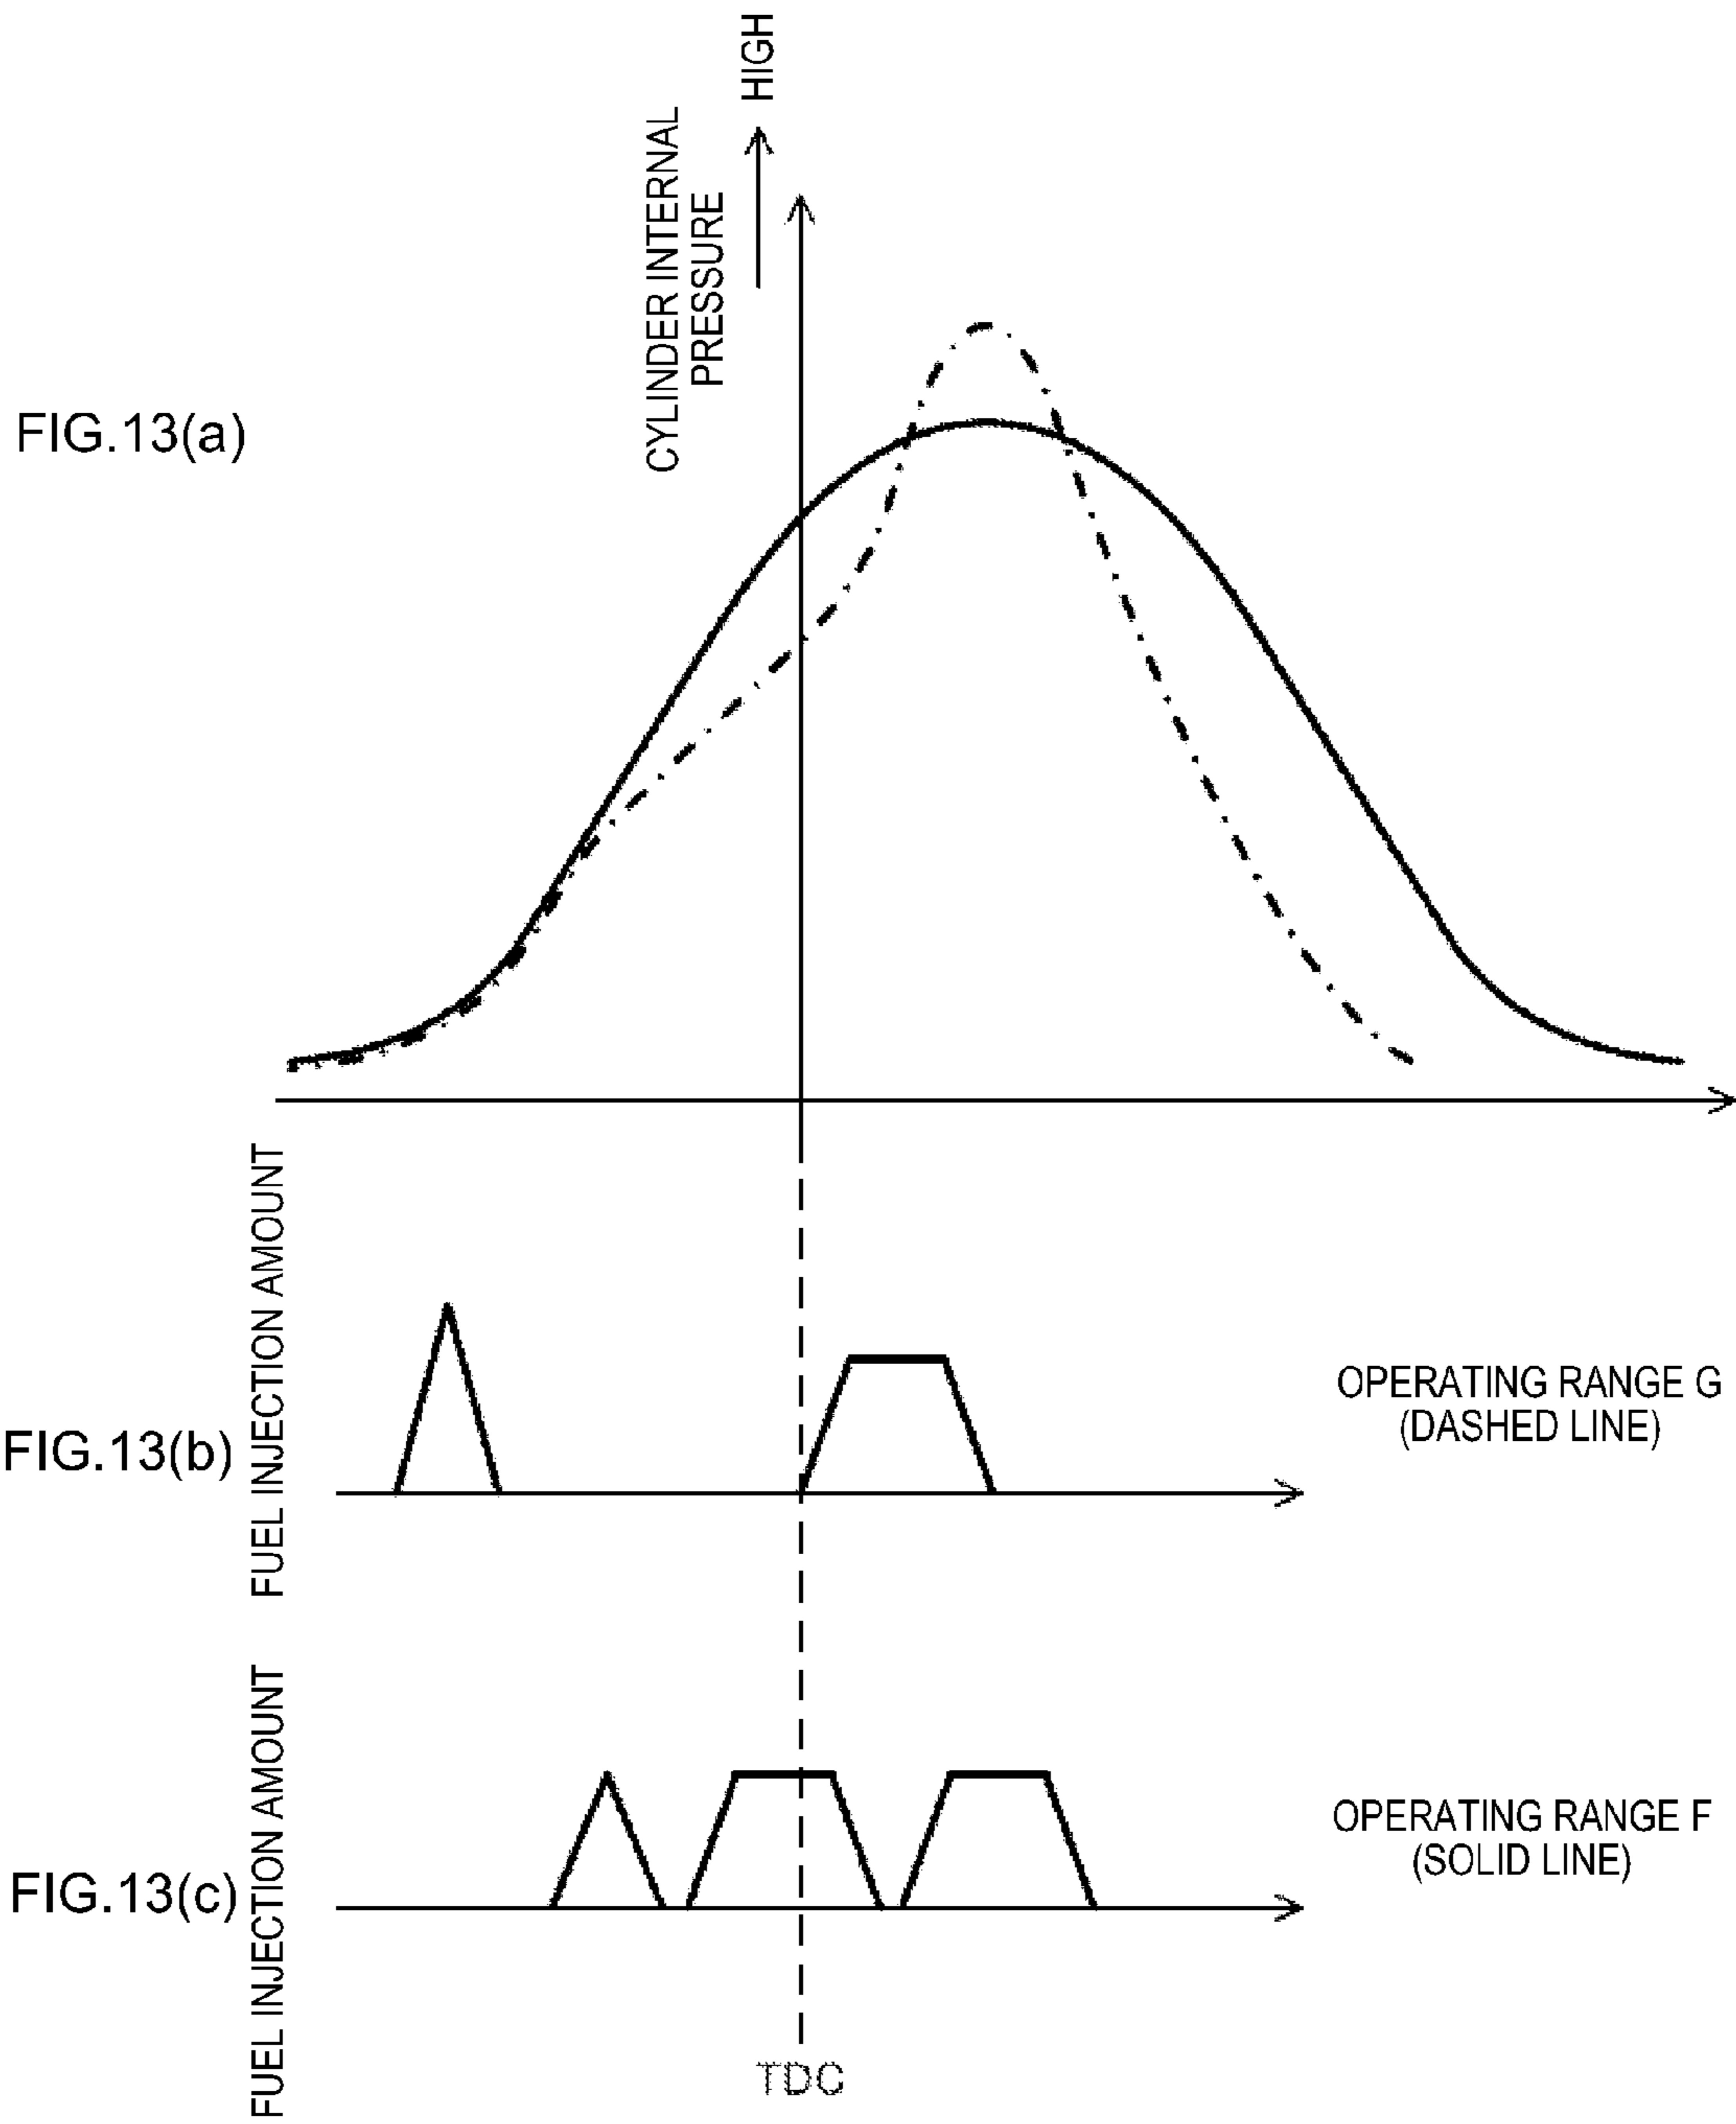 HIGH
CYLINDER INTERNAL
PRESSURE
FIG.13(a)
FUEL INJECTION AMOUNT
OPERATING RANGE G
(DASHED LINE)
FIG.13(b)
FUEL INJECTION AMOUNT
OPERATING RANGE F
(SOLID LINE)
FIG.13(c)
TDC